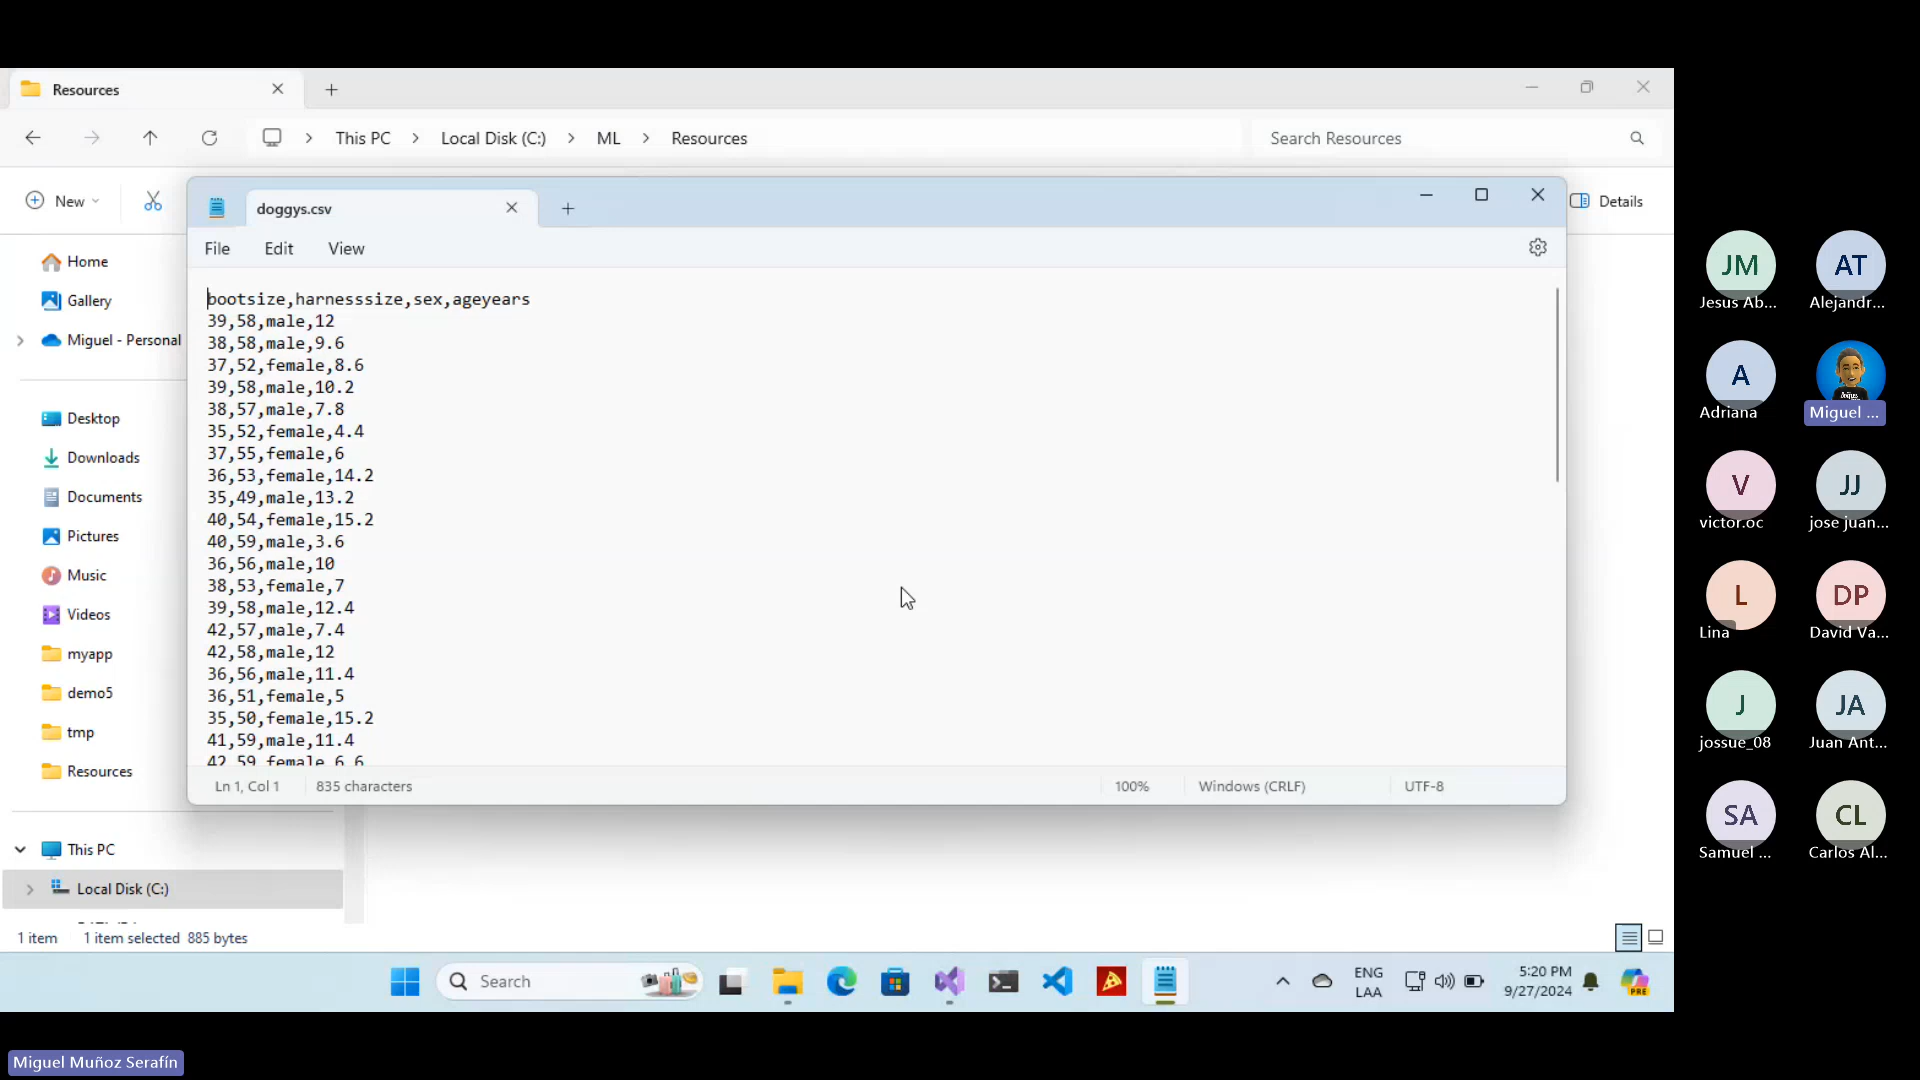 Resources
This PC
Local Disk (C:)
ML
Resources
Search Resources
New
Details
doggys.csv
File
Edit
View
bootsize,harnesssize,sex,ageyears
39,58,male,12
38,58,male,9.6
37,52,female,8.6
39,58,male,10.2
38,57,male,7.8
35,52,female,4.4
37,55,female,6
36,53,female,14.2
35,49,male,13.2
40,54,female,15.2
40,59,male,3.6
36,56,male,10
38,53,female,7
39,58,male,12.4
42,57,male,7.4
42,58,male,12
36,56,male,11.4
36,51,female,5
35,50,female,15.2
41,59,male,11.4
42,59,female,6.6
Ln 1, Col 1
835 characters
100%
Windows (CRLF)
UTF-8
Home
Gallery
Miguel - Personal
Desktop
Downloads
Documents
Pictures
Music
Videos
myapp
demo5
tmp
Resources
This PC
Local Disk (C:)
1 item
1 item selected 885 bytes
Search
ENG
LAA
5:20 PM
9/27/2024
PRE
JM
Jesus Ab...
AT
Alejandr...
A
Adriana
Miguel ...
V
victor.oc
JJ
jose juan...
L
Lina
DP
David Va...
J
jossue_08
JA
Juan Ant...
SA
Samuel ...
CL
Carlos Al...
Miguel Muñoz Serafín